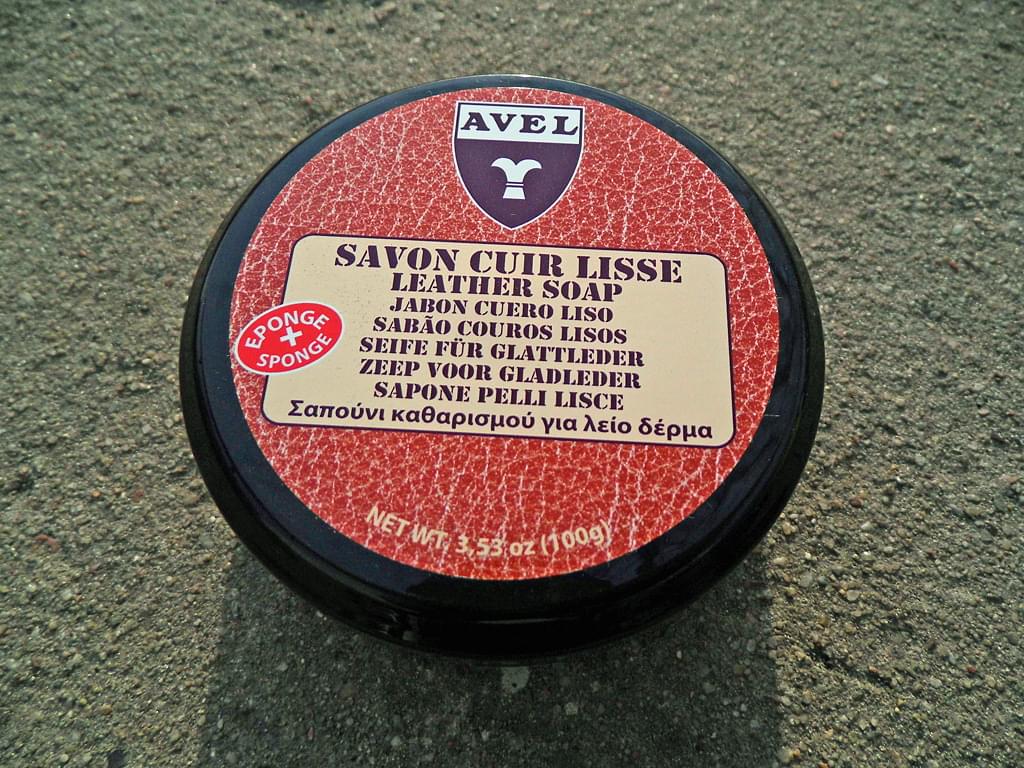 AVEL
SAVON CUIR LISSE
LEATHER SOAP
JABON CUERO LISO
SABÃO COUROS LISOS
SEIFE FÜR GLATTLEDER
ZEEP VOOR GLADLEDER
SAPONE PELLI LISCE
Σαπούνι καθαρισμού για λείο δέρμα
EPONGE
+
SPONGE
NET WT. 3,53 oz (100g)